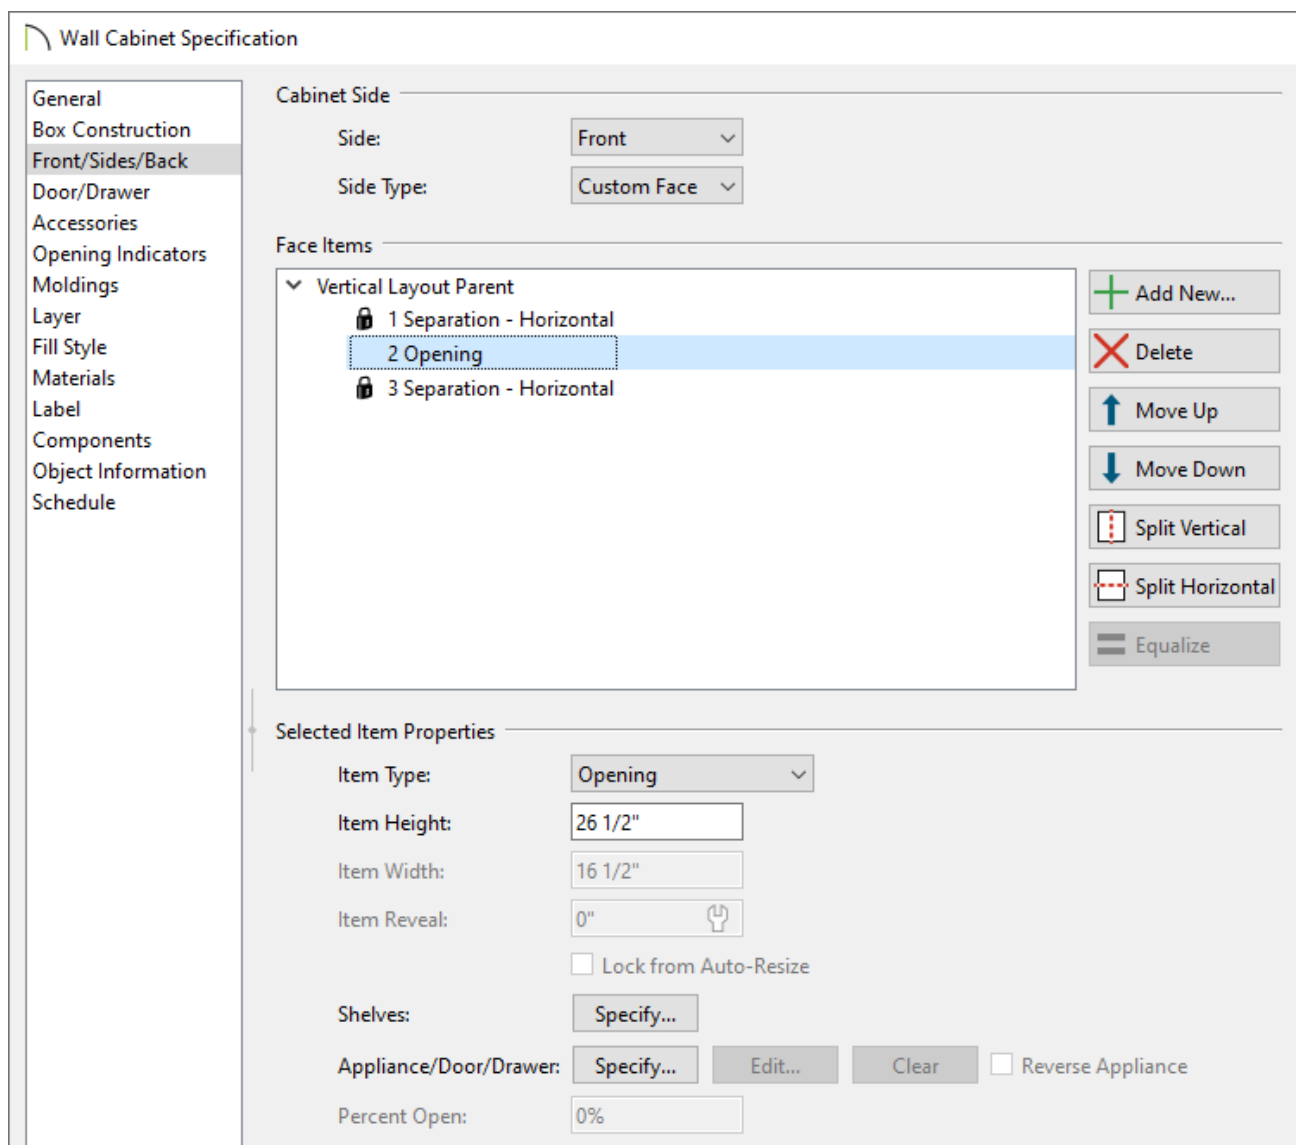 Wall Cabinet Specification
General
Box Construction
Front/Sides/Back
Door/Drawer
Accessories
Opening Indicators
Moldings
Layer
Fill Style
Materials
Label
Components
Object Information
Schedule
Cabinet Side
Side: Front
Side Type: Custom Face
Face Items
Vertical Layout Parent
1 Separation - Horizontal
2 Opening
3 Separation - Horizontal
Add New...
Delete
Move Up
Move Down
Split Vertical
Split Horizontal
Equalize
Selected Item Properties
Item Type: Opening
Item Height: 26 1/2"
Item Width: 16 1/2"
Item Reveal: 0"
Lock from Auto-Resize
Shelves: Specify...
Appliance/Door/Drawer: Specify... Edit... Clear Reverse Appliance
Percent Open: 0%